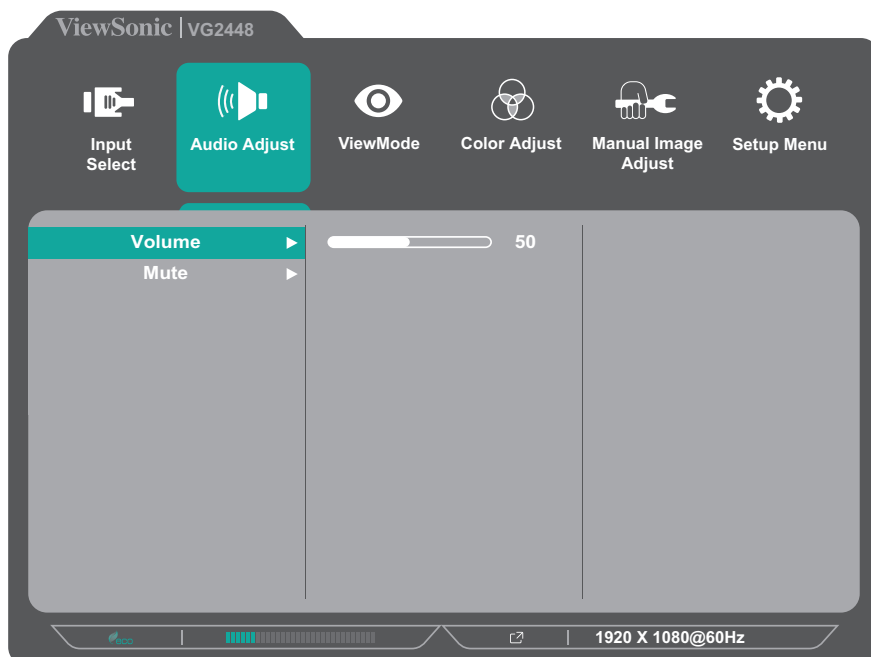 ViewSonic | VG2448
Input
Select
Audio Adjust
ViewMode
Color Adjust
Manual Image
Adjust
Setup Menu
Volume
50
Mute
eco
1920 X 1080@60Hz